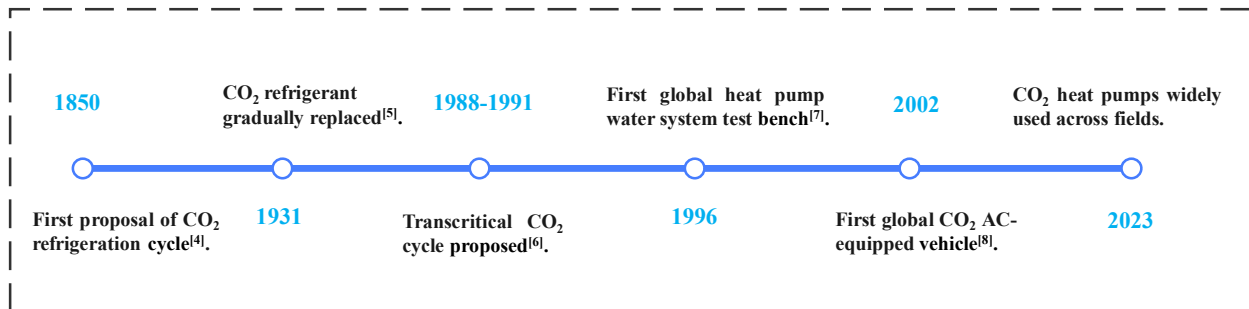 1850
First proposal of CO₂
refrigeration cycle[4].
CO₂ refrigerant
gradually replaced[5].
1931
1988-1991
Transcritical CO₂
cycle proposed[6].
First global heat pump
water system test bench[7].
1996
2002
First global CO₂ AC-
equipped vehicle[8].
CO₂ heat pumps widely
used across fields.
2023